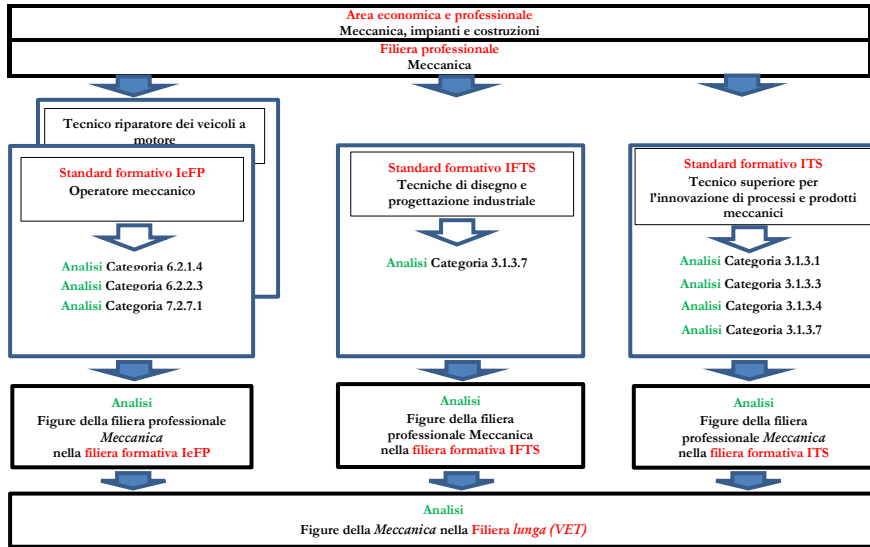 Area economica e professionale
Meccanica, impianti e costruzioni
Filiera professionale
Meccanica
Tecnico riparatore dei veicoli a
motore
Standard formativo IeFP
Operatore meccanico
Analisi Categoria 6.2.1.4
Analisi Categoria 6.2.2.3
Analisi Categoria 7.2.7.1
Standard formativo IFTS
Tecniche di disegno e
progettazione industriale
Analisi Categoria 3.1.3.7
Standard formativo ITS
Tecnico superiore per
l'innovazione di processi e prodotti
meccanici
Analisi Categoria 3.1.3.1
Analisi Categoria 3.1.3.3
Analisi Categoria 3.1.3.4
Analisi Categoria 3.1.3.7
Analisi
Figure della filiera professionale
Meccanica
nella filiera formativa IeFP
Analisi
Figure della filiera
professionale Meccanica
nella filiera formativa IFTS
Analisi
Figure della filiera
professionale Meccanica
nella filiera formativa ITS
Analisi
Figure della Meccanica nella Filiera lunga (VET)